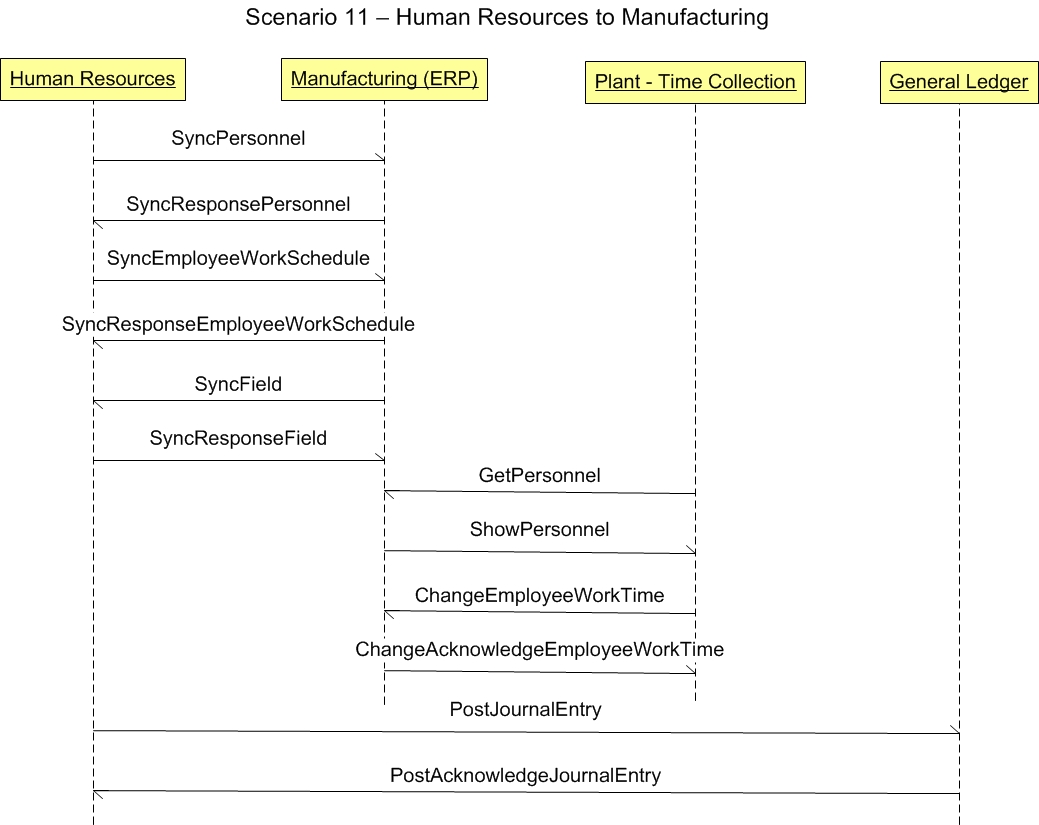 Scenario 11 – Human Resources to Manufacturing
Human Resources
Manufacturing (ERP)
Plant - Time Collection
General Ledger
SyncPersonnel
SyncResponsePersonnel
SyncEmployeeWorkSchedule
SyncResponseEmployeeWorkSchedule
SyncField
SyncResponseField
GetPersonnel
ShowPersonnel
ChangeEmployeeWorkTime
ChangeAcknowledgeEmployeeWorkTime
PostJournalEntry
PostAcknowledgeJournalEntry